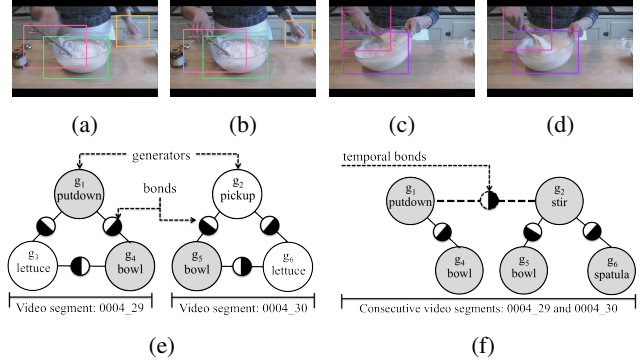 (a)
(b)
(c)
(d)
generators
bonds
g1
putdown
g2
pickup
g3
lettuce
g4
bowl
g5
bowl
g6
lettuce
Video segment: 0004_29
Video segment: 0004_30
(e)
temporal bonds
g1
putdown
g2
stir
g4
bowl
g5
bowl
g6
spatula
Consecutive video segments: 0004_29 and 0004_30
(f)